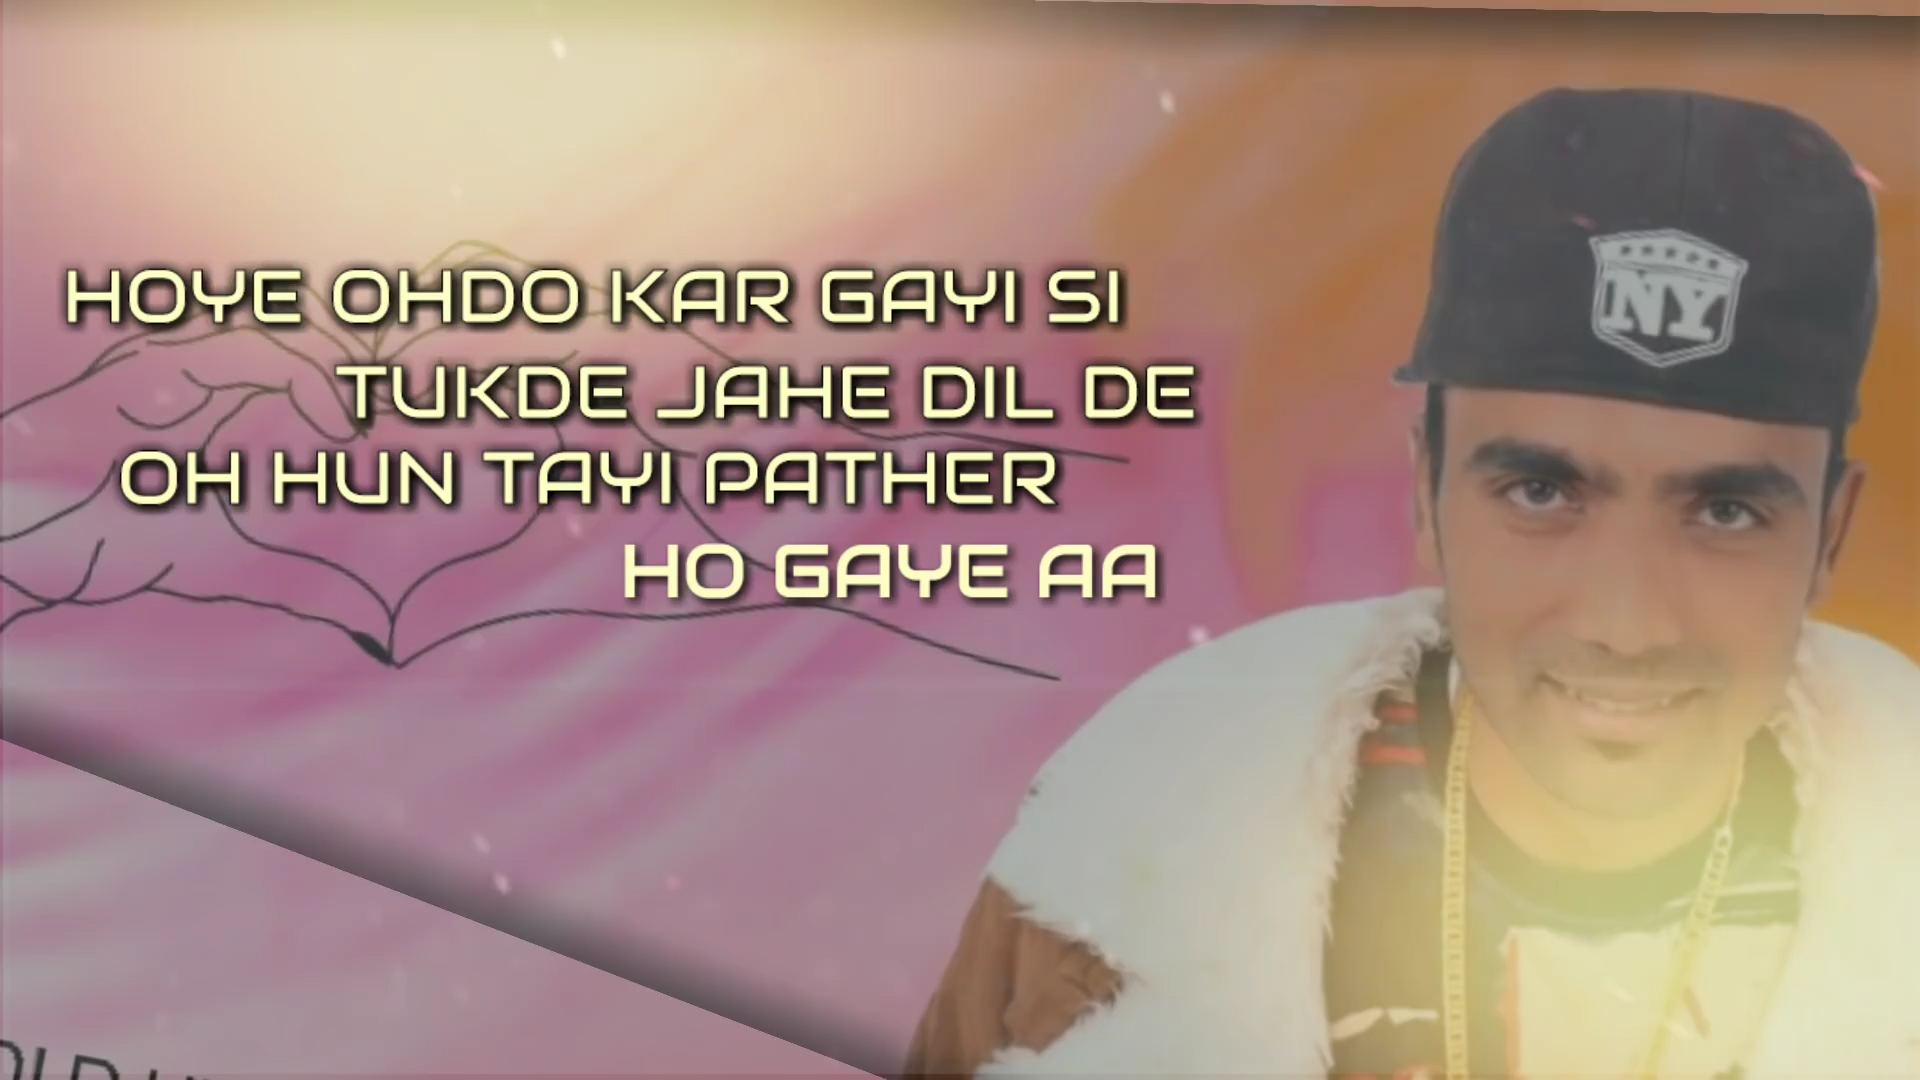 HOYE OHDO KAR GAYI SI
TUKDE JAHE DIL DE
OH HUN TAYI PATHER
HO GAYE AA
NY